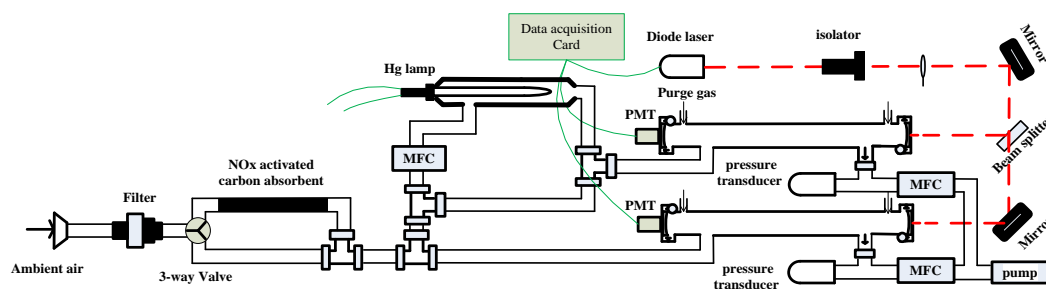 Data acquisition
Card
Diode laser
isolator
Mirror
Hg lamp
Purge gas
PMT
Beam splitte
MFC
NOx activated
carbon absorbent
pressure
transducer
MFC
Filter
PMT
Mirror
Ambient air
3-way Valve
pressure
transducer
MFC
pump